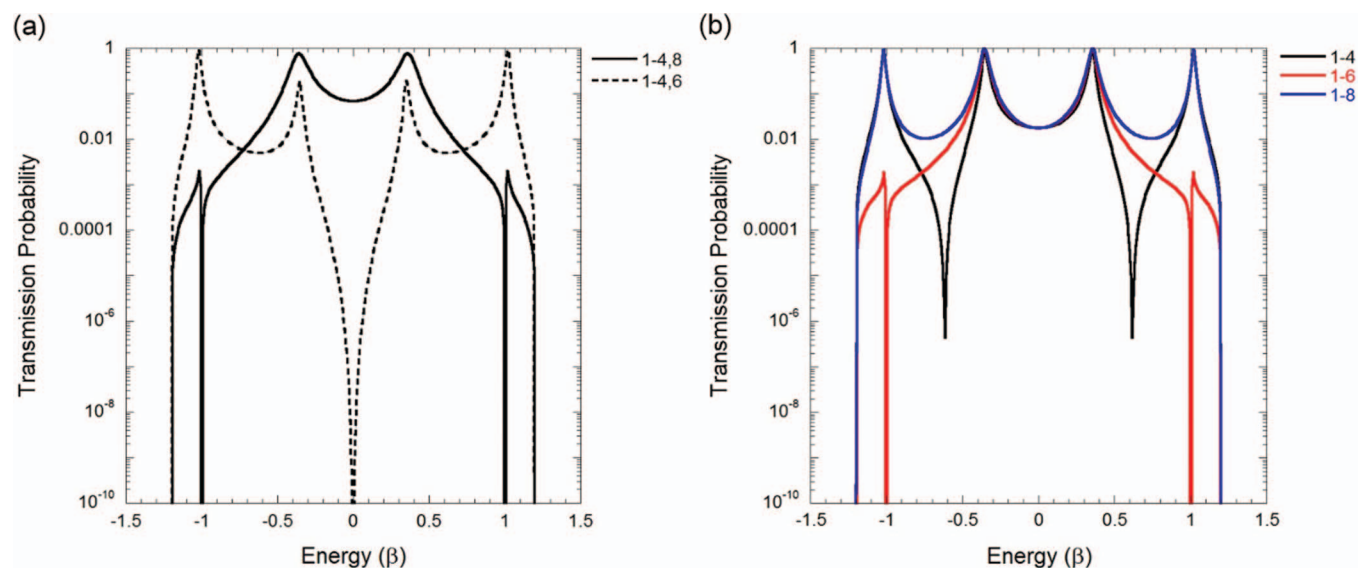 (a)
1
0.01
0.0001
10-6
10-8
10-10
Transmission Probability
-1.5 -1 -0.5 0 0.5 1 1.5
Energy (β)
1-4,8
1-4,6
(b)
1
0.01
0.0001
10-6
10-8
10-10
Transmission Probability
-1.5 -1 -0.5 0 0.5 1 1.5
Energy (β)
1-4
1-6
1-8